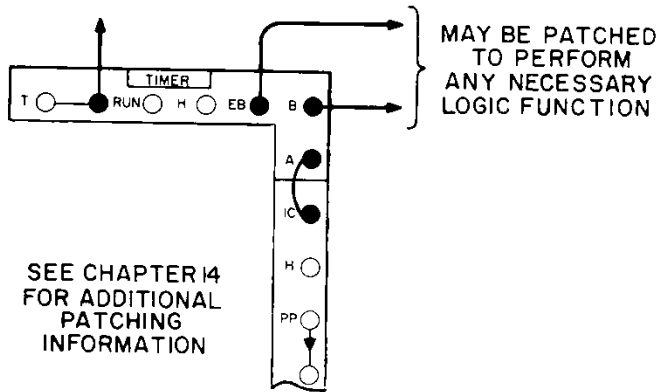 MAY BE PATCHED
TO PERFORM
ANY NECESSARY
LOGIC FUNCTION
TIMER
T RUN H EB B
A
IC
H
PP
SEE CHAPTER 14
FOR ADDITIONAL
PATCHING
INFORMATION